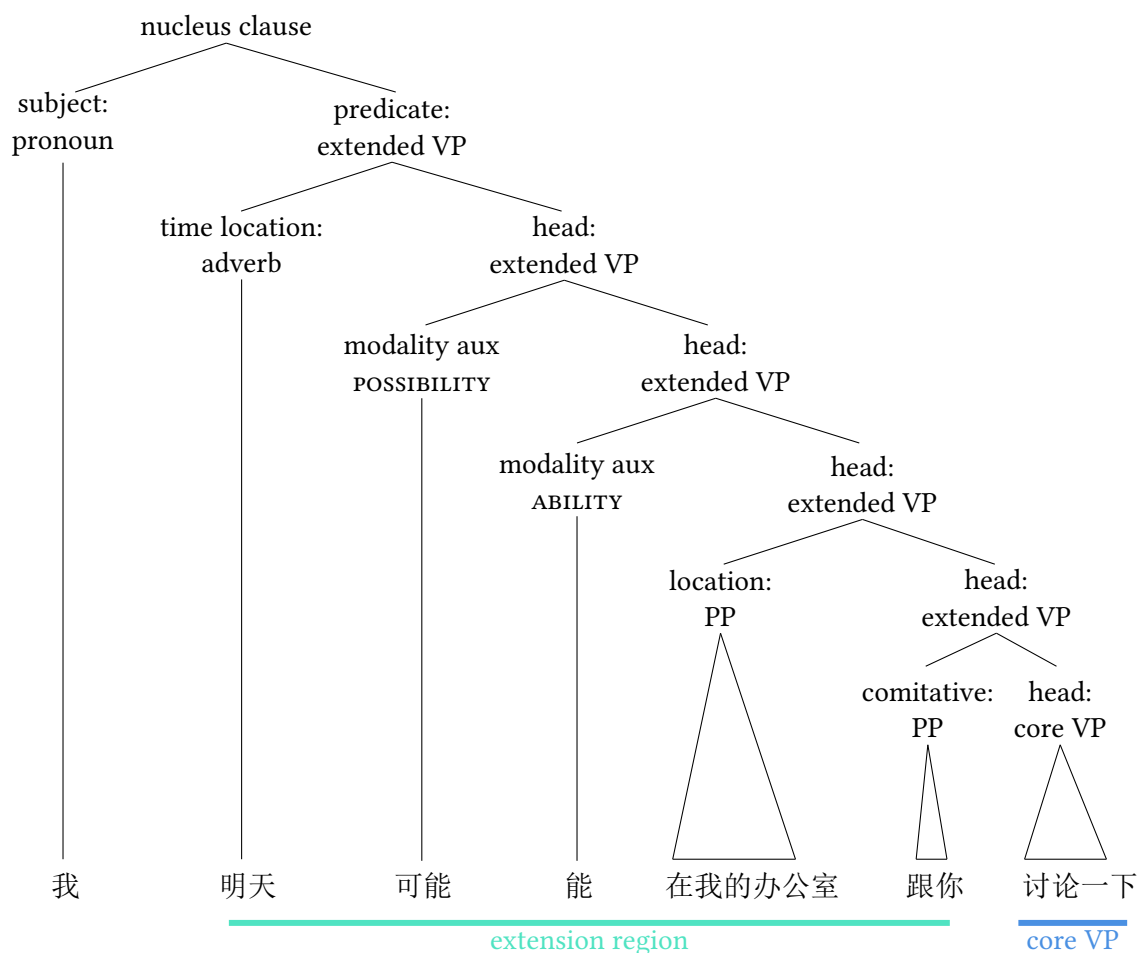 nucleus clause
subject:
pronoun
predicate:
extended VP
time location:
adverb
head:
extended VP
modality aux
POSSIBILITY
head:
extended VP
modality aux
ABILITY
head:
extended VP
location:
PP
head:
extended VP
comitative:
PP
head:
core VP
我 明天 可能 能 在我的办公室 跟你 讨论一下
extension region core VP